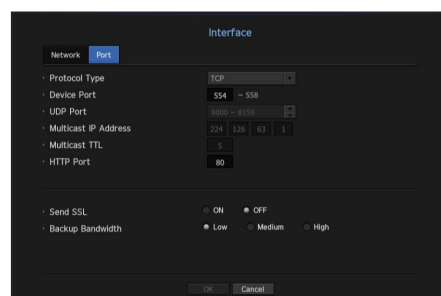 Interface
Network Port
Protocol Type TCP
Device Port 554 ~ 558
UDP Port 8000 ~ 8159
Multicast IP Address 224 126 63 1
Multicast TTL 5
HTTP Port 80
Send SSL ON OFF
Backup Bandwidth Low Medium High
OK Cancel